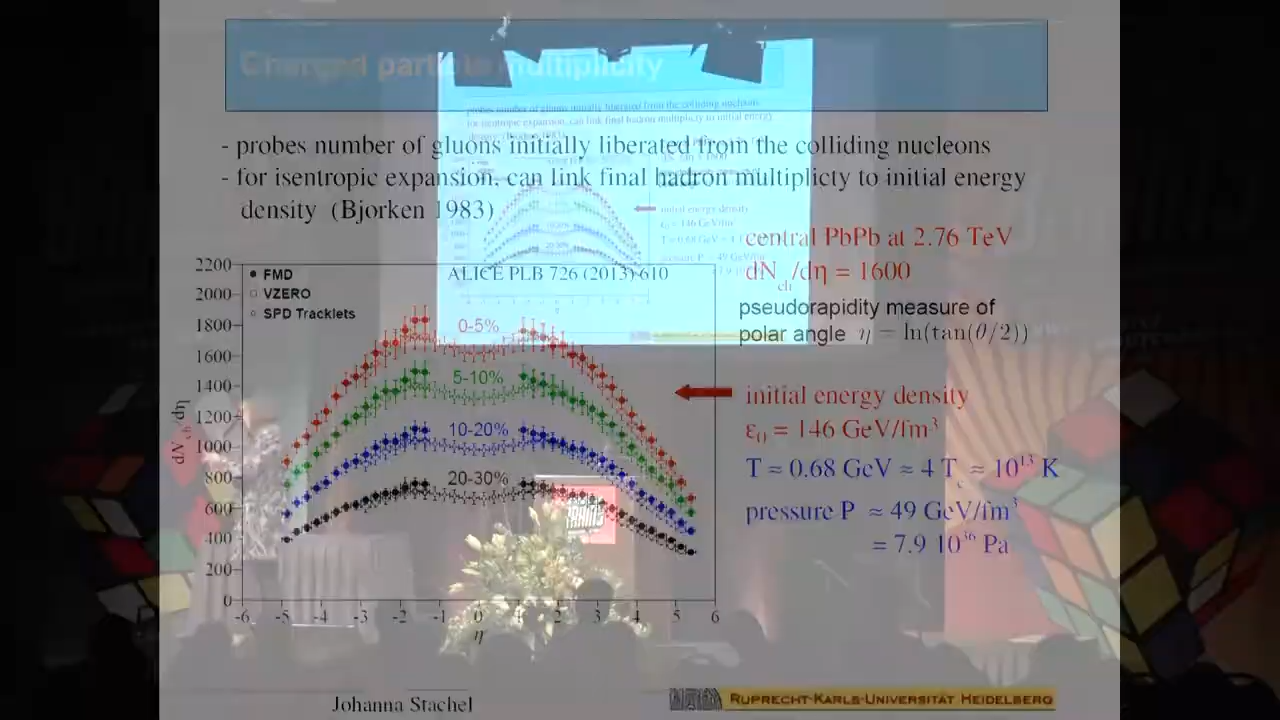 Charged particle multiplicity
- probes number of gluons initially liberated from the colliding nucleons
- for isentropic expansion, can link final hadron multiplicty to initial energy
density (Bjorken 1983)
central PbPb at 2.76 TeV
dN_ch/dη = 1600
pseudorapidity measure of
polar angle η = ln(tan(θ/2))
ALICE PLB 726 (2013) 610
FMD
VZERO
SPD Tracklets
0-5%
5-10%
10-20%
20-30%
dN_ch/dη
2200
2000
1800
1600
1400
1200
1000
800
600
400
200
0
-6 -5 -4 -3 -2 -1 0 1 2 3 4 5 6
η
initial energy density
ε₀ = 146 GeV/fm³
T ≈ 0.68 GeV ≈ 4 T_c ≈ 10¹³ K
pressure P ≈ 49 GeV/fm³
= 7.9 10³⁶ Pa
Johanna Stachel
RUPRECHT-KARLS-UNIVERSITÄT HEIDELBERG